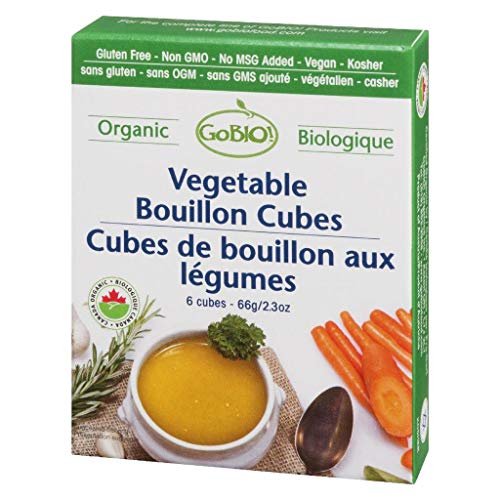 For the complete line of GoBIO! Organic Products visit
www.gobiofood.com
Gluten Free - Non GMO - No MSG Added - Vegan - Kosher
sans gluten - sans OGM - sans GMS ajouté - végétalien - casher
Organic
GoBIO!
Biologique
Vegetable
Bouillon Cubes
Cubes de bouillon aux
légumes
6 cubes - 66g/2.3oz
CANADA ORGANIC • BIOLOGIQUE CANADA